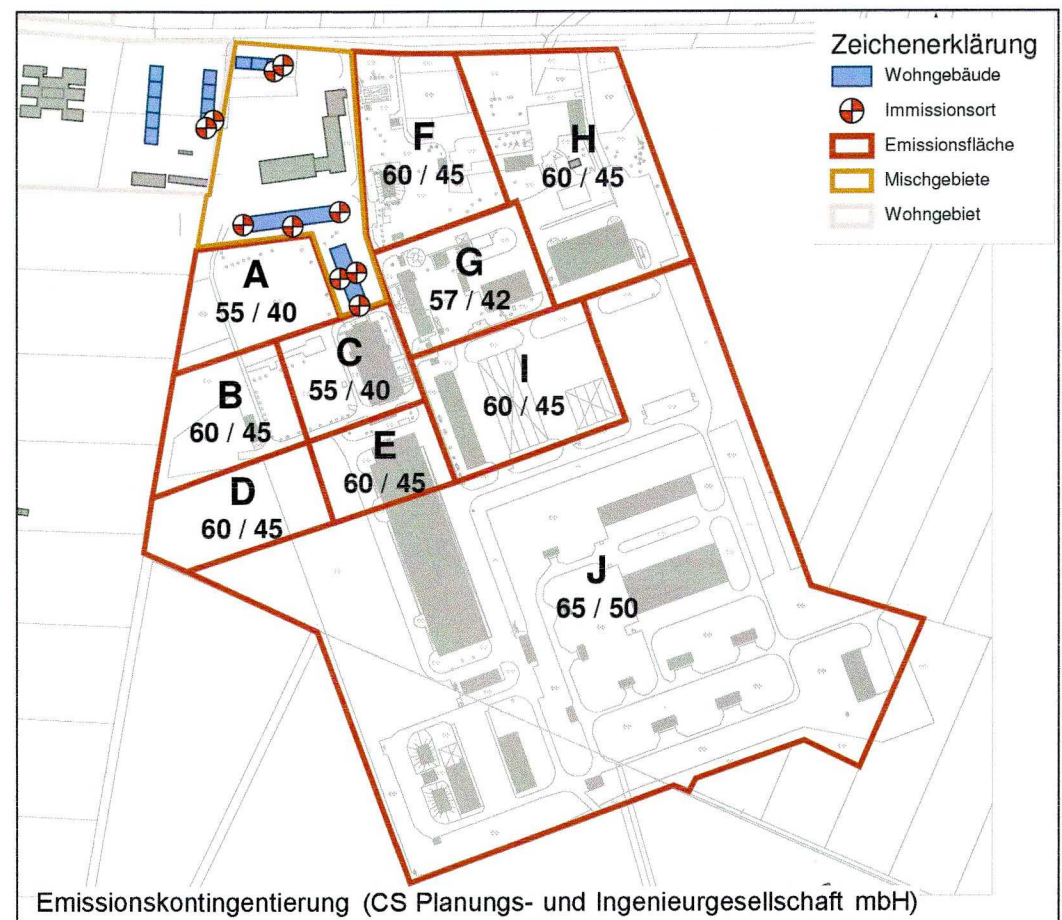 Zeichenerklärung
Wohngebäude
Immissionsort
Emissionsfläche
Mischgebiete
Wohngebiet
F
60 / 45
H
60 / 45
A
55 / 40
G
57 / 42
C
55 / 40
I
60 / 45
B
60 / 45
E
60 / 45
D
60 / 45
J
65 / 50
Emissionskontingentierung (CS Planungs- und Ingenieurgesellschaft mbH)